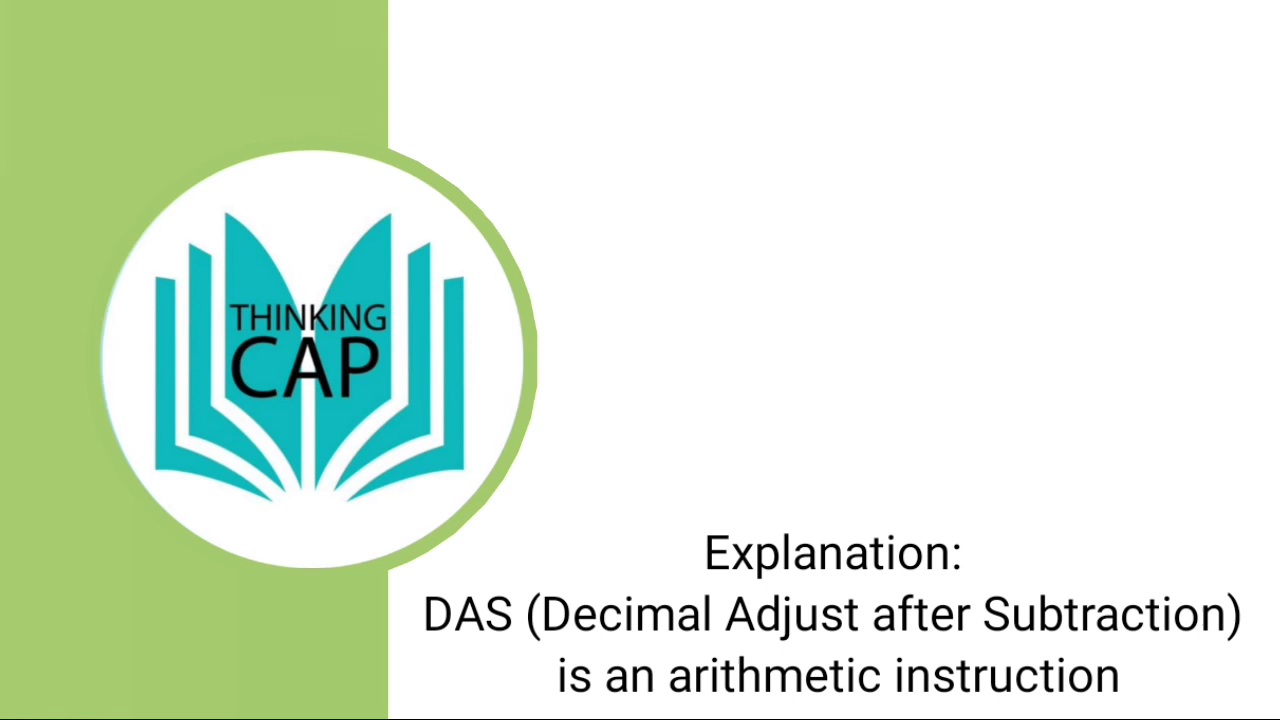 THINKING
CAP
Explanation:
DAS (Decimal Adjust after Subtraction)
is an arithmetic instruction